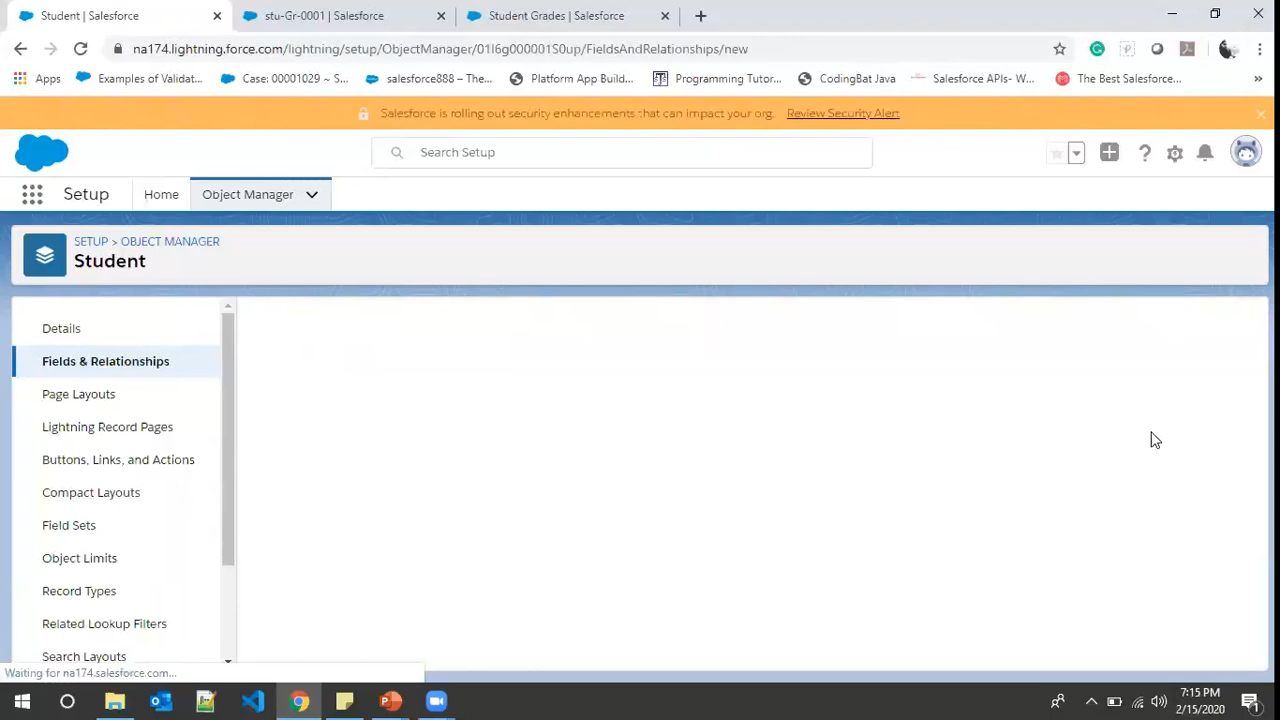 Student | Salesforce
stu-Gr-0001 | Salesforce
Student Grades | Salesforce
na174.lightning.force.com/lightning/setup/ObjectManager/01I6g000001S0up/FieldsAndRelationships/new
Apps
Examples of Validat...
Case: 00001029 ~ S...
salesforce888 – The...
Platform App Build...
Programming Tutor...
CodingBat Java
Salesforce APIs- W...
The Best Salesforce...
Salesforce is rolling out security enhancements that can impact your org. Review Security Alert
Search Setup
Setup
Home
Object Manager
SETUP > OBJECT MANAGER
Student
Details
Fields & Relationships
Page Layouts
Lightning Record Pages
Buttons, Links, and Actions
Compact Layouts
Field Sets
Object Limits
Record Types
Related Lookup Filters
Search Layouts
Waiting for na174.salesforce.com...
7:15 PM
2/15/2020